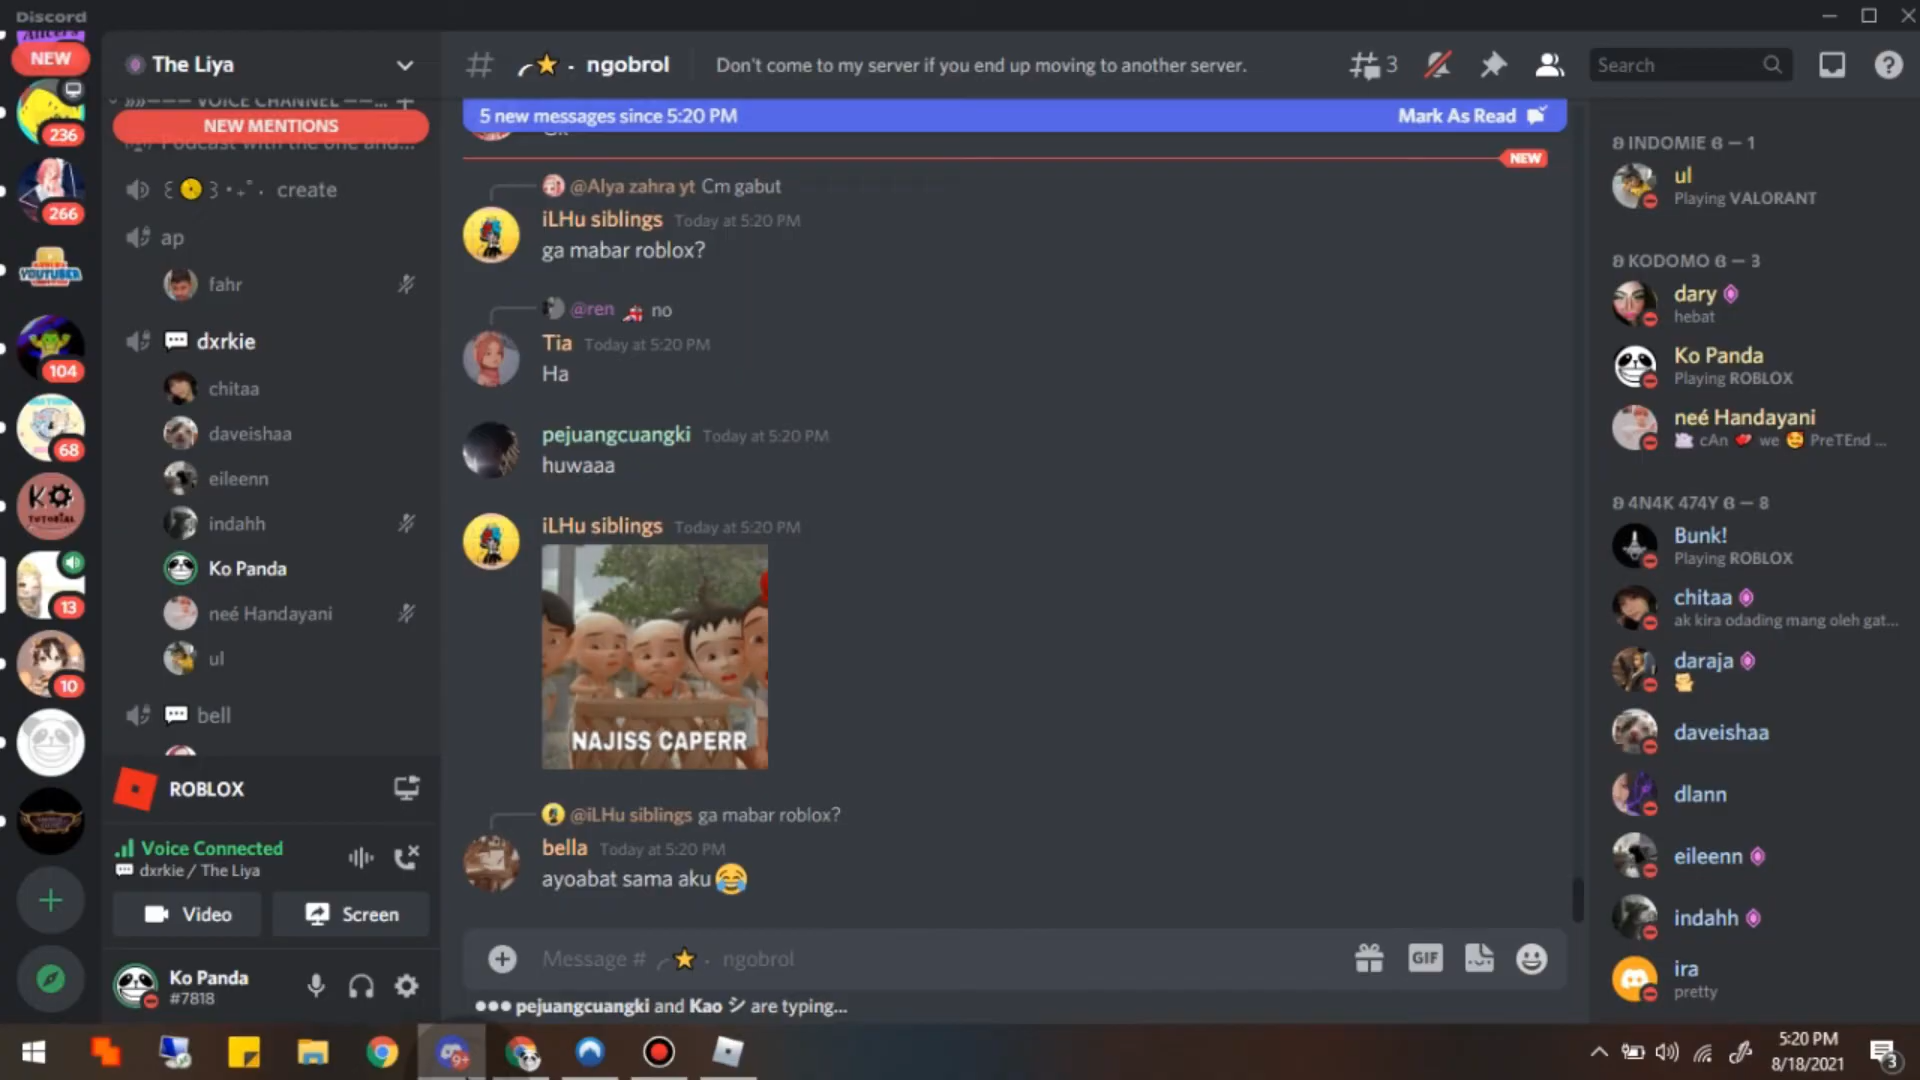 Discord
NEW
236
266
YOUTUBER
104
68
KO
TUTORIAL
13
10
The Liya
VOICE CHANNEL
NEW MENTIONS
Podcast with the one and...
create
ap
fahr
dxrkie
chitaa
daveishaa
eileenn
indahh
Ko Panda
neé Handayani
ul
bell
ROBLOX
Voice Connected
dxrkie / The Liya
Video
Screen
Ko Panda
#7818
# ⭐ · ngobrol
Don't come to my server if you end up moving to another server.
3
Search
5 new messages since 5:20 PM
Mark As Read
NEW
@Alya zahra yt Cm gabut
iLHu siblings Today at 5:20 PM
ga mabar roblox?
@ren no
Tia Today at 5:20 PM
Ha
pejuangcuangki Today at 5:20 PM
huwaaa
iLHu siblings Today at 5:20 PM
NAJISS CAPERR
@iLHu siblings ga mabar roblox?
bella Today at 5:20 PM
ayoabat sama aku 😂
Message # ⭐ · ngobrol
GIF
pejuangcuangki and Kao シ are typing...
INDOMIE — 1
ul
Playing VALORANT
KODOMO — 3
dary
hebat
Ko Panda
Playing ROBLOX
neé Handayani
cAn ❤ we 🥰 PreTEnd ...
4N4K 474Y — 8
Bunk!
Playing ROBLOX
chitaa
ak kira odading mang oleh gat...
daraja
daveishaa
dlann
eileenn
indahh
ira
pretty
9+
5:20 PM
8/18/2021
3